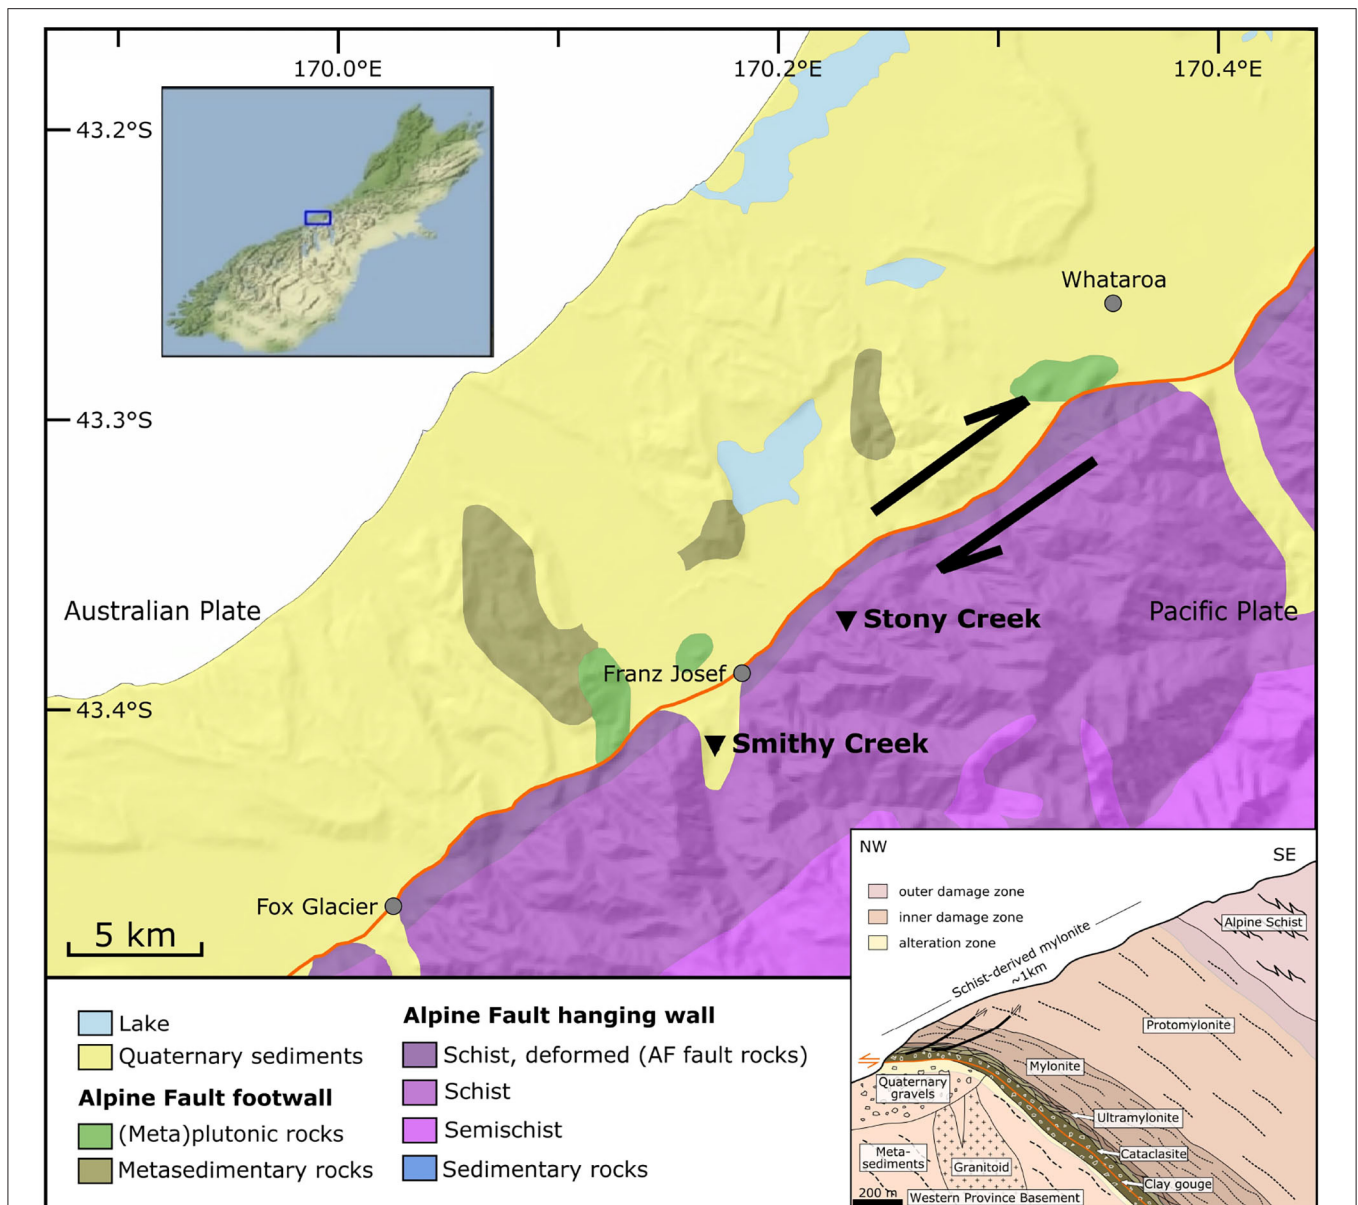 170.0°E
170.2°E
170.4°E
43.2°S
Whataroa
43.3°S
Australian Plate
Stony Creek
Pacific Plate
Franz Josef
43.4°S
Smithy Creek
Fox Glacier
5 km
Lake
Quaternary sediments
Alpine Fault footwall
(Meta)plutonic rocks
Metasedimentary rocks
Alpine Fault hanging wall
Schist, deformed (AF fault rocks)
Schist
Semischist
Sedimentary rocks
NW
SE
outer damage zone
inner damage zone
alteration zone
Schist-derived mylonite
~1km
Alpine Schist
Protomylonite
Mylonite
Quaternary
gravels
Ultramylonite
Cataclasite
Clay gouge
Meta-
sediments
Granitoid
Western Province Basement
200 m